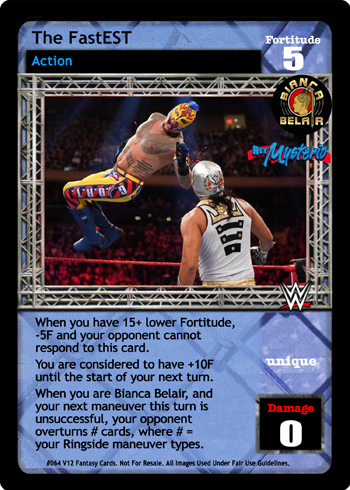 The FastEST
Fortitude
5
Action
BIANCA
BELAIR
REY
Mysterio
When you have 15+ lower Fortitude,
-5F and your opponent cannot
respond to this card.
You are considered to have +10F
until the start of your next turn.
When you are Bianca Belair, and
your next maneuver this turn is
unsuccessful, your opponent
overturns # cards, where # =
your Ringside maneuver types.
unique
Damage
0
#064 V12 Fantasy Cards. Not For Resale. All Images Used Under Fair Use Guidelines.